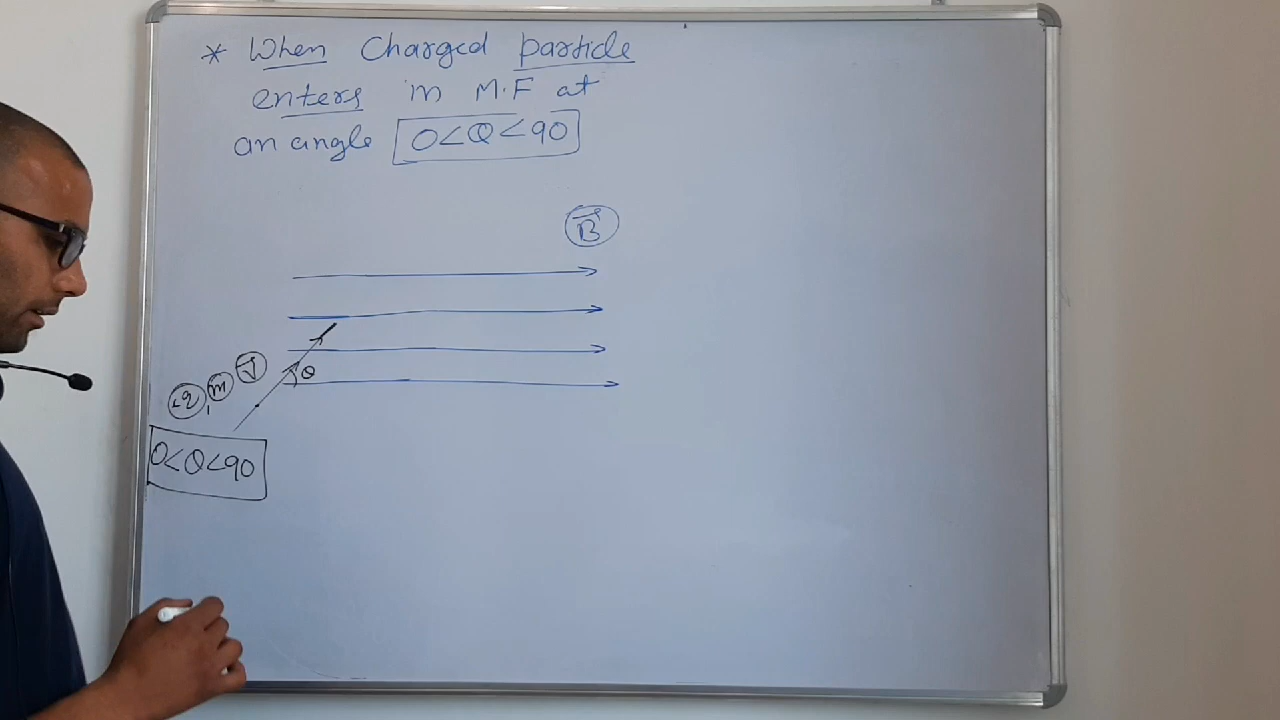 * When Charged particle
enters in M.F at
an angle 0<θ<90
B⃗
θ
q, m v⃗
0<θ<90